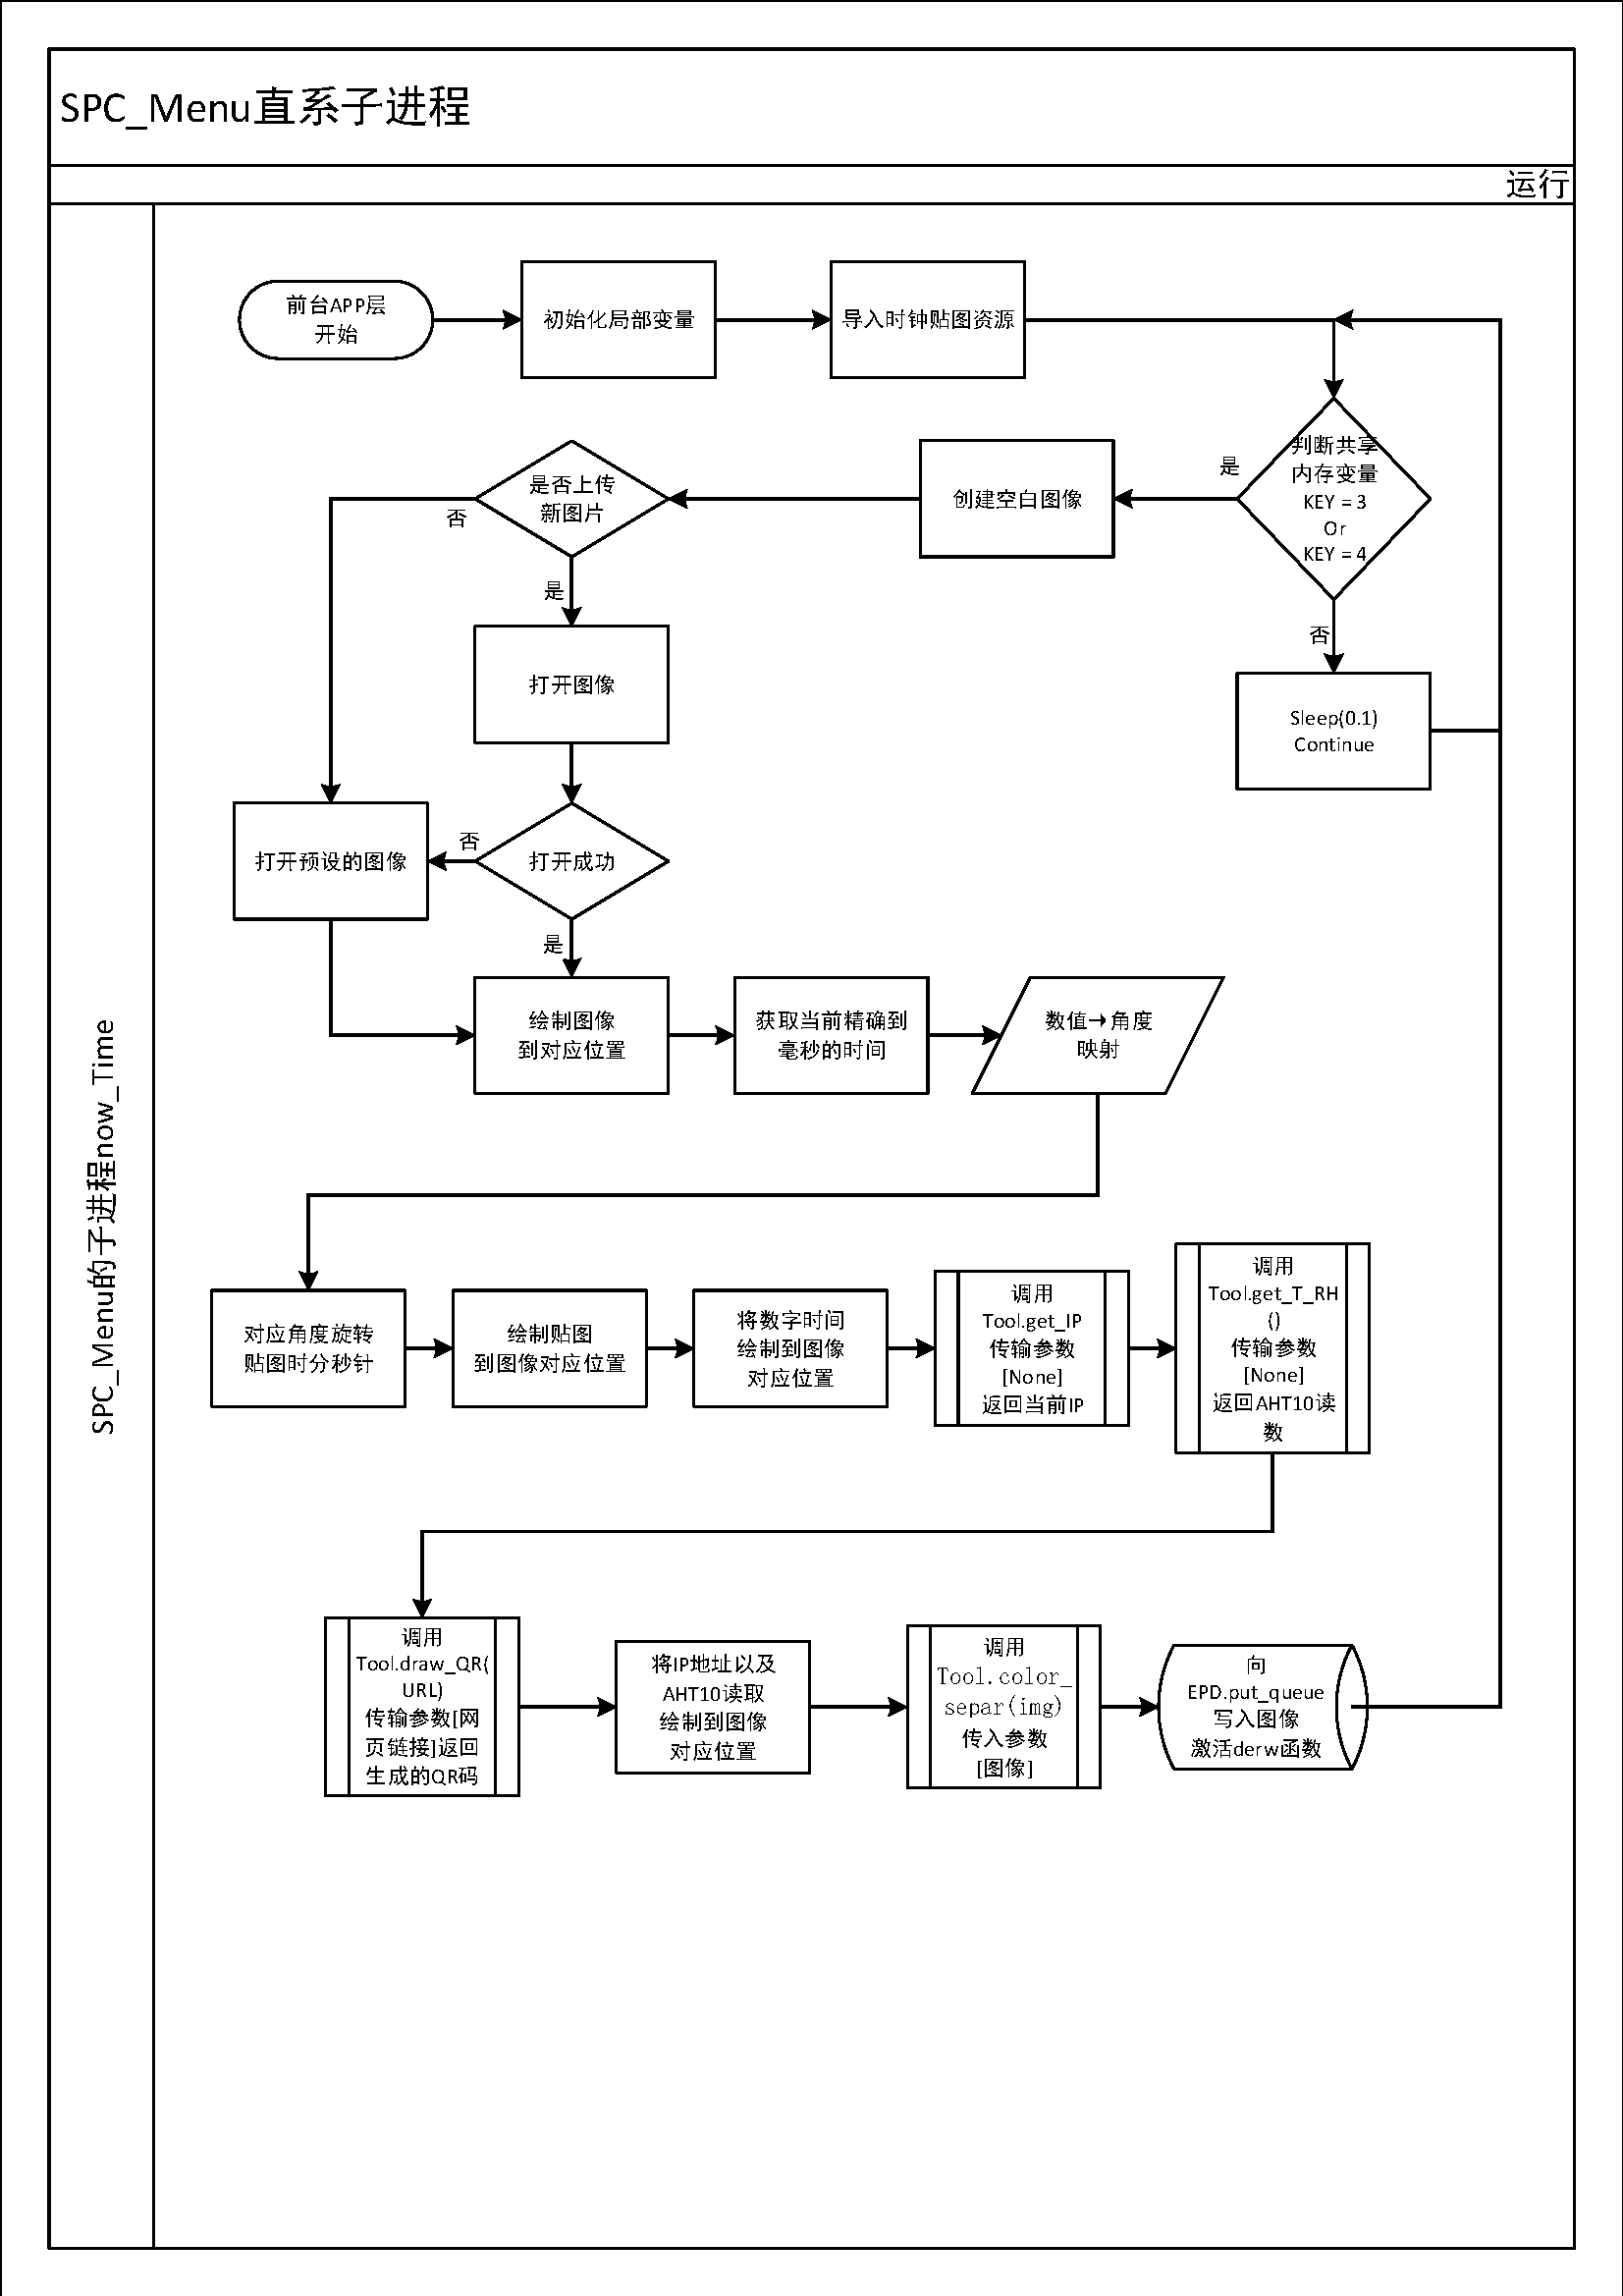 SPC_Menu直系子进程
运行
SPC_Menu的子进程now_Time
前台APP层
开始
初始化局部变量
导入时钟贴图资源
判断共享
内存变量
KEY = 3
Or
KEY = 4
是
否
创建空白图像
是否上传
新图片
否
是
打开图像
Sleep(0.1)
Continue
打开预设的图像
否
打开成功
是
绘制图像
到对应位置
获取当前精确到
毫秒的时间
数值→角度
映射
对应角度旋转
贴图时分秒针
绘制贴图
到图像对应位置
将数字时间
绘制到图像
对应位置
调用
Tool.get_IP
传输参数
[None]
返回当前IP
调用
Tool.get_T_RH
()
传输参数
[None]
返回AHT10读
数
调用
Tool.draw_QR(
URL)
传输参数[网
页链接]返回
生成的QR码
将IP地址以及
AHT10读取
绘制到图像
对应位置
调用
Tool.color_
separ(img)
传入参数
[图像]
向
EPD.put_queue
写入图像
激活derw函数